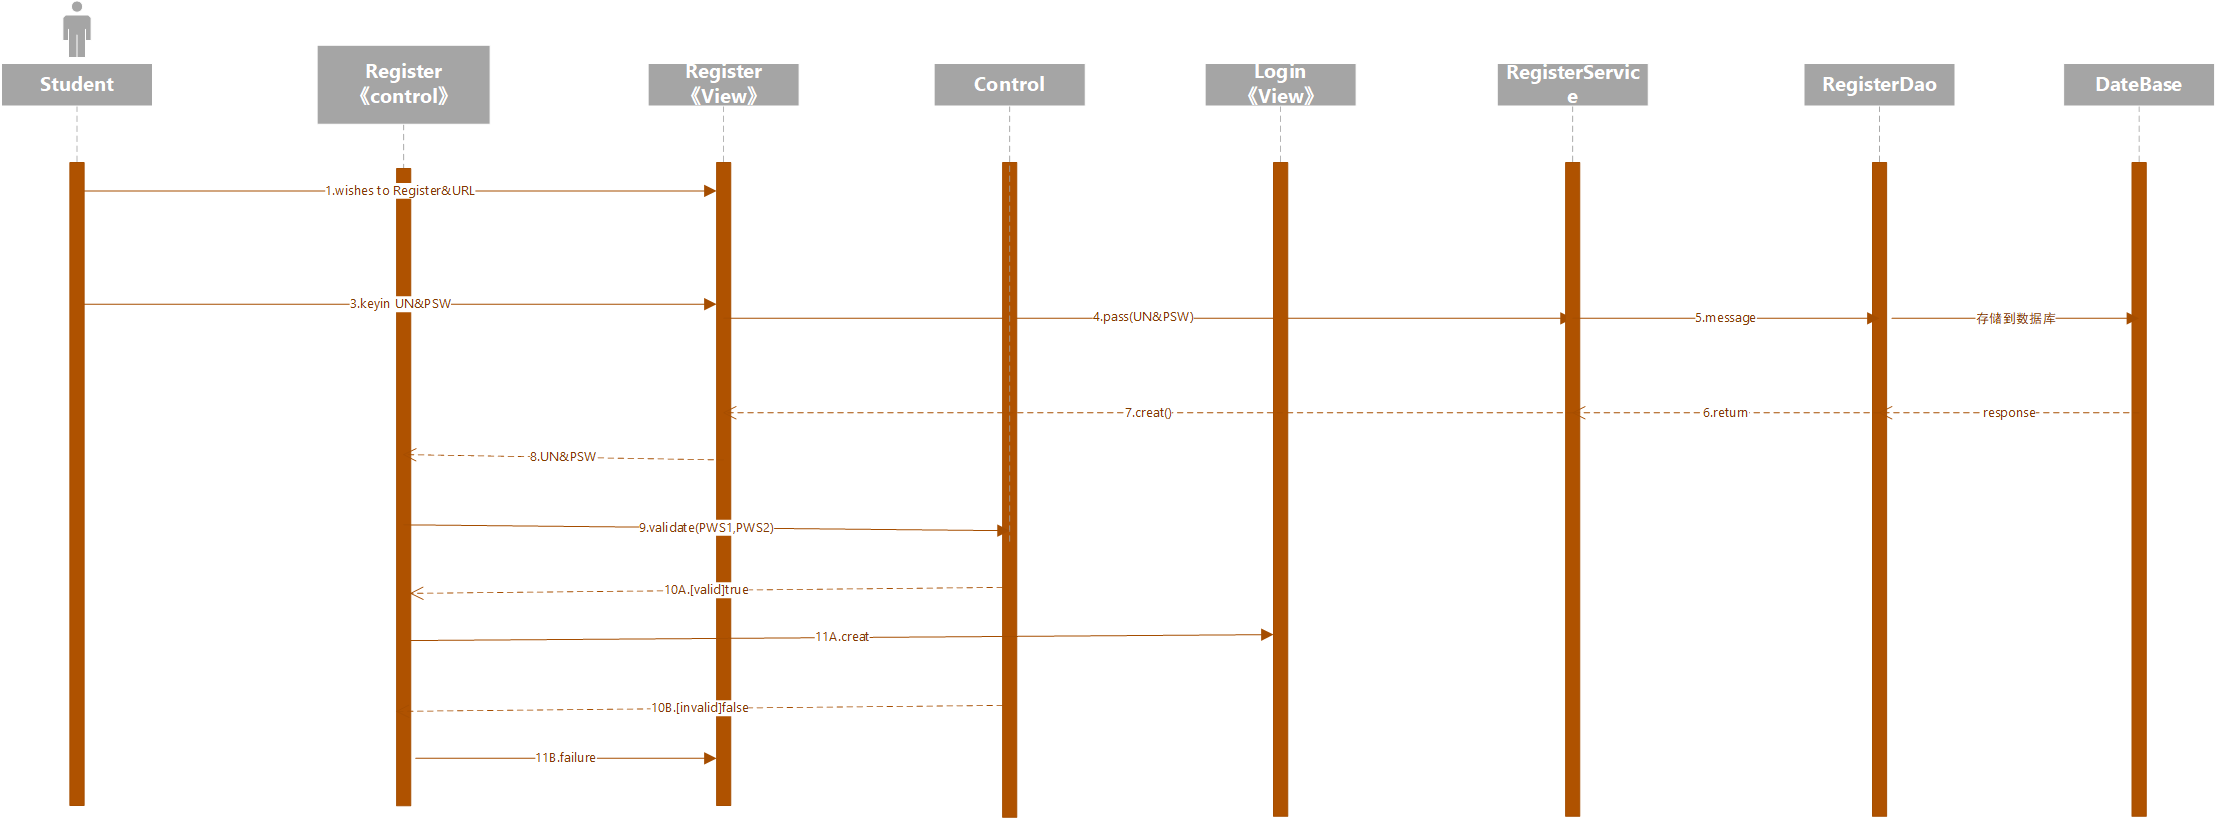 Student
Register
《control》
Register
《View》
Control
Login
《View》
RegisterServic
e
RegisterDao
DateBase
1.wishes to Register&URL
3.keyin UN&PSW
4.pass(UN&PSW)
5.message
存储到数据库
7.creat()
6.return
response
8.UN&PSW
9.validate(PWS1,PWS2)
10A.[valid]true
11A.creat
10B.[invalid]false
11B.failure